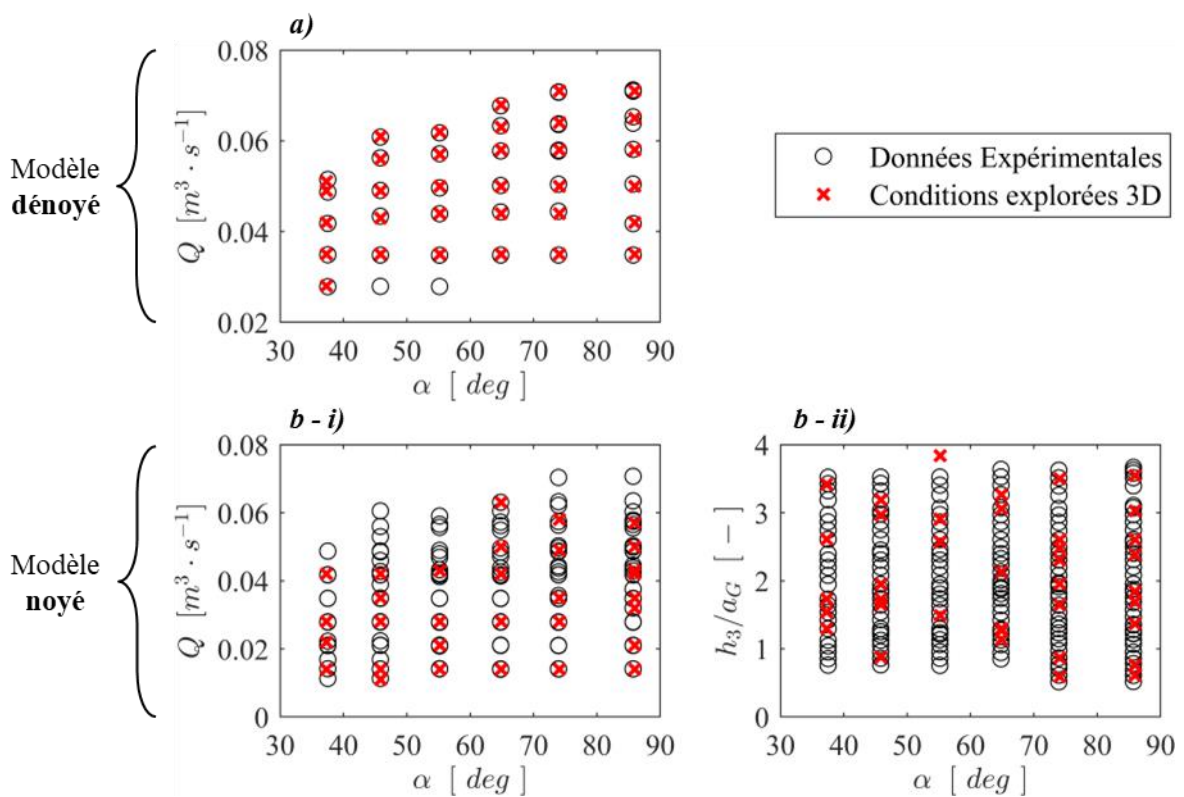 a)
Modèle
dénoyé
Q [m³ · s⁻¹]
0.08
0.06
0.04
0.02
30 40 50 60 70 80 90
α [ deg ]
Données Expérimentales
Conditions explorées 3D
b - i)
Modèle
noyé
Q [m³ · s⁻¹]
0.08
0.06
0.04
0.02
0
30 40 50 60 70 80 90
α [ deg ]
b - ii)
h₃/a_G [ − ]
4
3
2
1
0
30 40 50 60 70 80 90
α [ deg ]